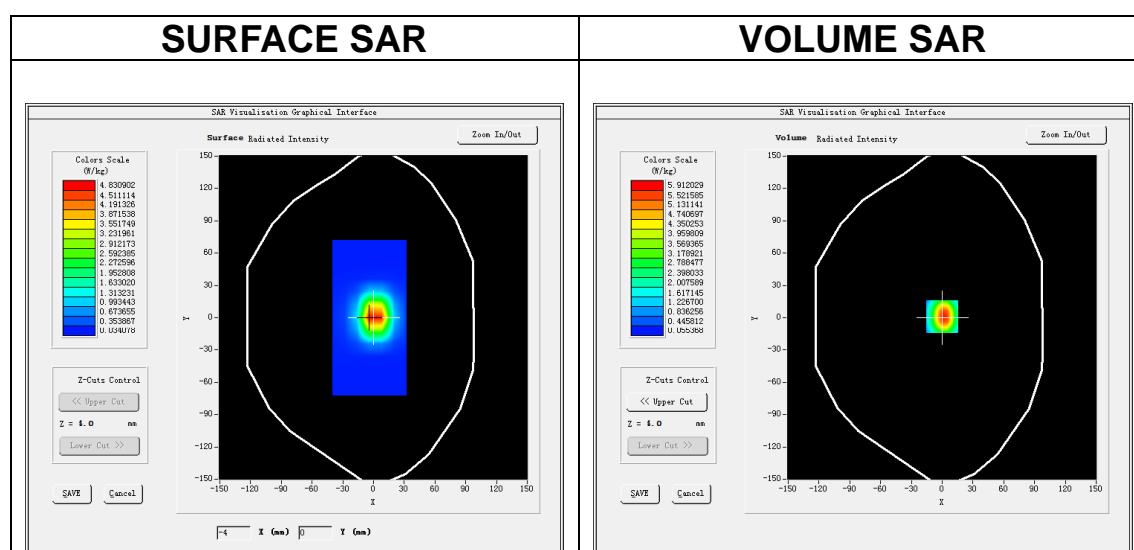 SURFACE SAR
VOLUME SAR
SAR Visualisation Graphical Interface
Surface Radiated Intensity
Zoom In/Out
Colors Scale
(W/kg)
4.830902
4.511114
4.191326
3.871538
3.551749
3.231961
2.912173
2.592385
2.272596
1.952808
1.633020
1.313231
0.993443
0.673655
0.353867
0.034078
150
120
90
60
30
0
-30
-60
-90
-120
-150
Y
-150 -120 -90 -60 -30 0 30 60 90 120 150
X
Z-Cuts Control
<< Upper Cut
Z = 4.0 mm
Lower Cut >>
SAVE Cancel
-4 X (mm) 0 Y (mm)
SAR Visualisation Graphical Interface
Volume Radiated Intensity
Zoom In/Out
Colors Scale
(W/kg)
5.912029
5.521585
5.131141
4.740697
4.350253
3.959809
3.569365
3.178921
2.788477
2.398033
2.007589
1.617145
1.226700
0.836256
0.445812
0.055368
150
120
90
60
30
0
-30
-60
-90
-120
-150
Y
-150 -120 -90 -60 -30 0 30 60 90 120 150
X
Z-Cuts Control
<< Upper Cut
Z = 4.0 mm
Lower Cut >>
SAVE Cancel